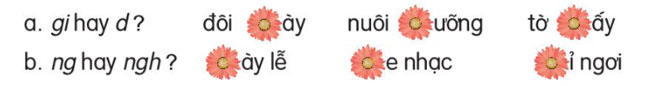 a. gi hay d? đôi ày nuôi ưỡng tờ ấy
b. ng hay ngh? ày lễ e nhạc ỉ ngơi